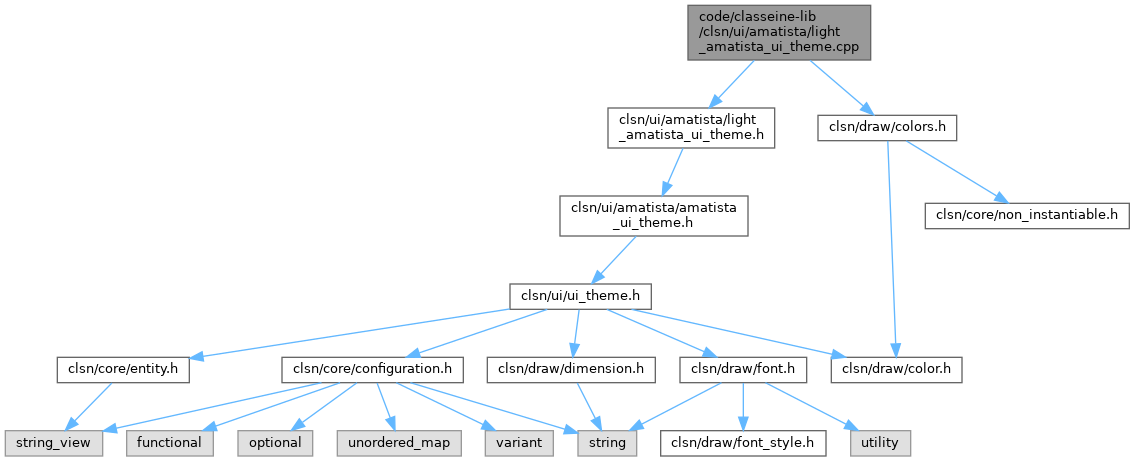 code/classeine-lib
/clsn/ui/amatista/light
_amatista_ui_theme.cpp
clsn/ui/amatista/light
_amatista_ui_theme.h
clsn/draw/colors.h
clsn/ui/amatista/amatista
_ui_theme.h
clsn/core/non_instantiable.h
clsn/ui/ui_theme.h
clsn/core/entity.h
clsn/core/configuration.h
clsn/draw/dimension.h
clsn/draw/font.h
clsn/draw/color.h
string_view
functional
optional
unordered_map
variant
string
clsn/draw/font_style.h
utility